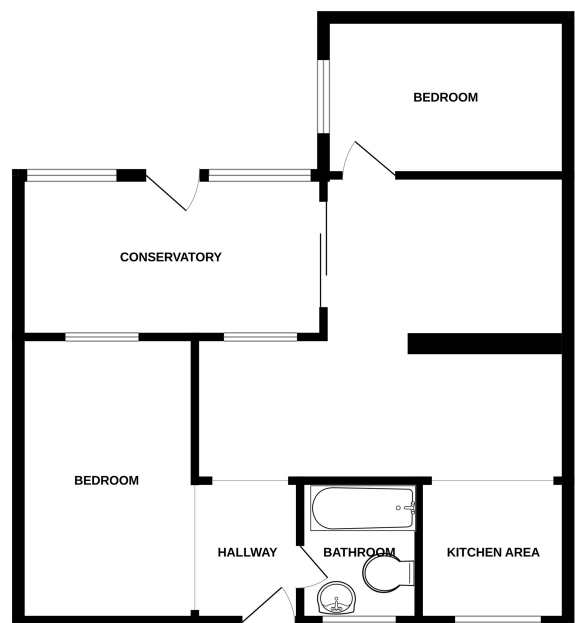 BEDROOM
CONSERVATORY
BEDROOM
HALLWAY
BATHROOM
KITCHEN AREA